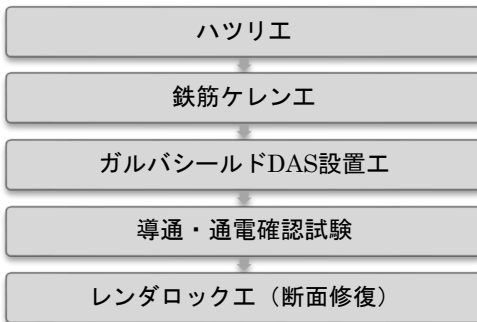 ハツリ工
鉄筋ケレン工
ガルバシールドDAS設置工
導通・通電確認試験
レンダロック工（断面修復）